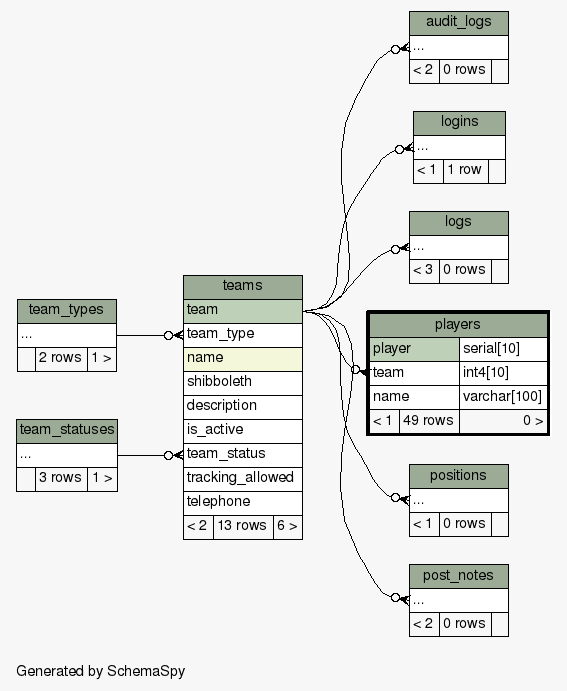 audit_logs
...
< 2 0 rows
logins
...
< 1 1 row
logs
...
< 3 0 rows
teams
team
team_type
name
shibboleth
description
is_active
team_status
tracking_allowed
telephone
< 2 13 rows 6 >
team_types
...
2 rows 1 >
team_statuses
...
3 rows 1 >
players
player serial[10]
team int4[10]
name varchar[100]
< 1 49 rows 0 >
positions
...
< 1 0 rows
post_notes
...
< 2 0 rows
Generated by SchemaSpy